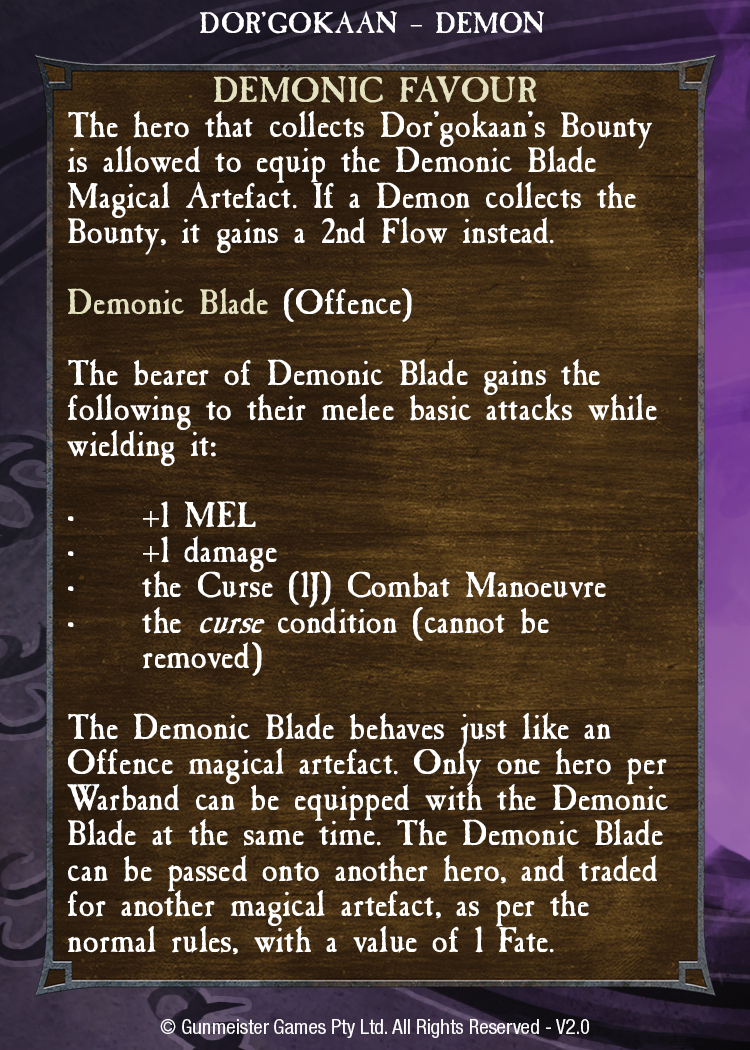 DOR'GOKAAN – DEMON
DEMONIC FAVOUR
The hero that collects Dor'gokaan's Bounty
is allowed to equip the Demonic Blade
Magical Artefact. If a Demon collects the
Bounty, it gains a 2nd Flow instead.
Demonic Blade (Offence)
The bearer of Demonic Blade gains the
following to their melee basic attacks while
wielding it:
· +1 MEL
· +1 damage
· the Curse (1J) Combat Manoeuvre
· the curse condition (cannot be
removed)
The Demonic Blade behaves just like an
Offence magical artefact. Only one hero per
Warband can be equipped with the Demonic
Blade at the same time. The Demonic Blade
can be passed onto another hero, and traded
for another magical artefact, as per the
normal rules, with a value of 1 Fate.
© Gunmeister Games Pty Ltd. All Rights Reserved - V2.0